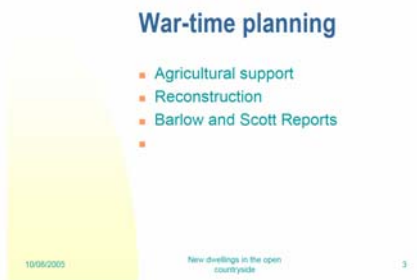 War-time planning
Agricultural support
Reconstruction
Barlow and Scott Reports
10/08/2005
New dwellings in the open
countryside
3